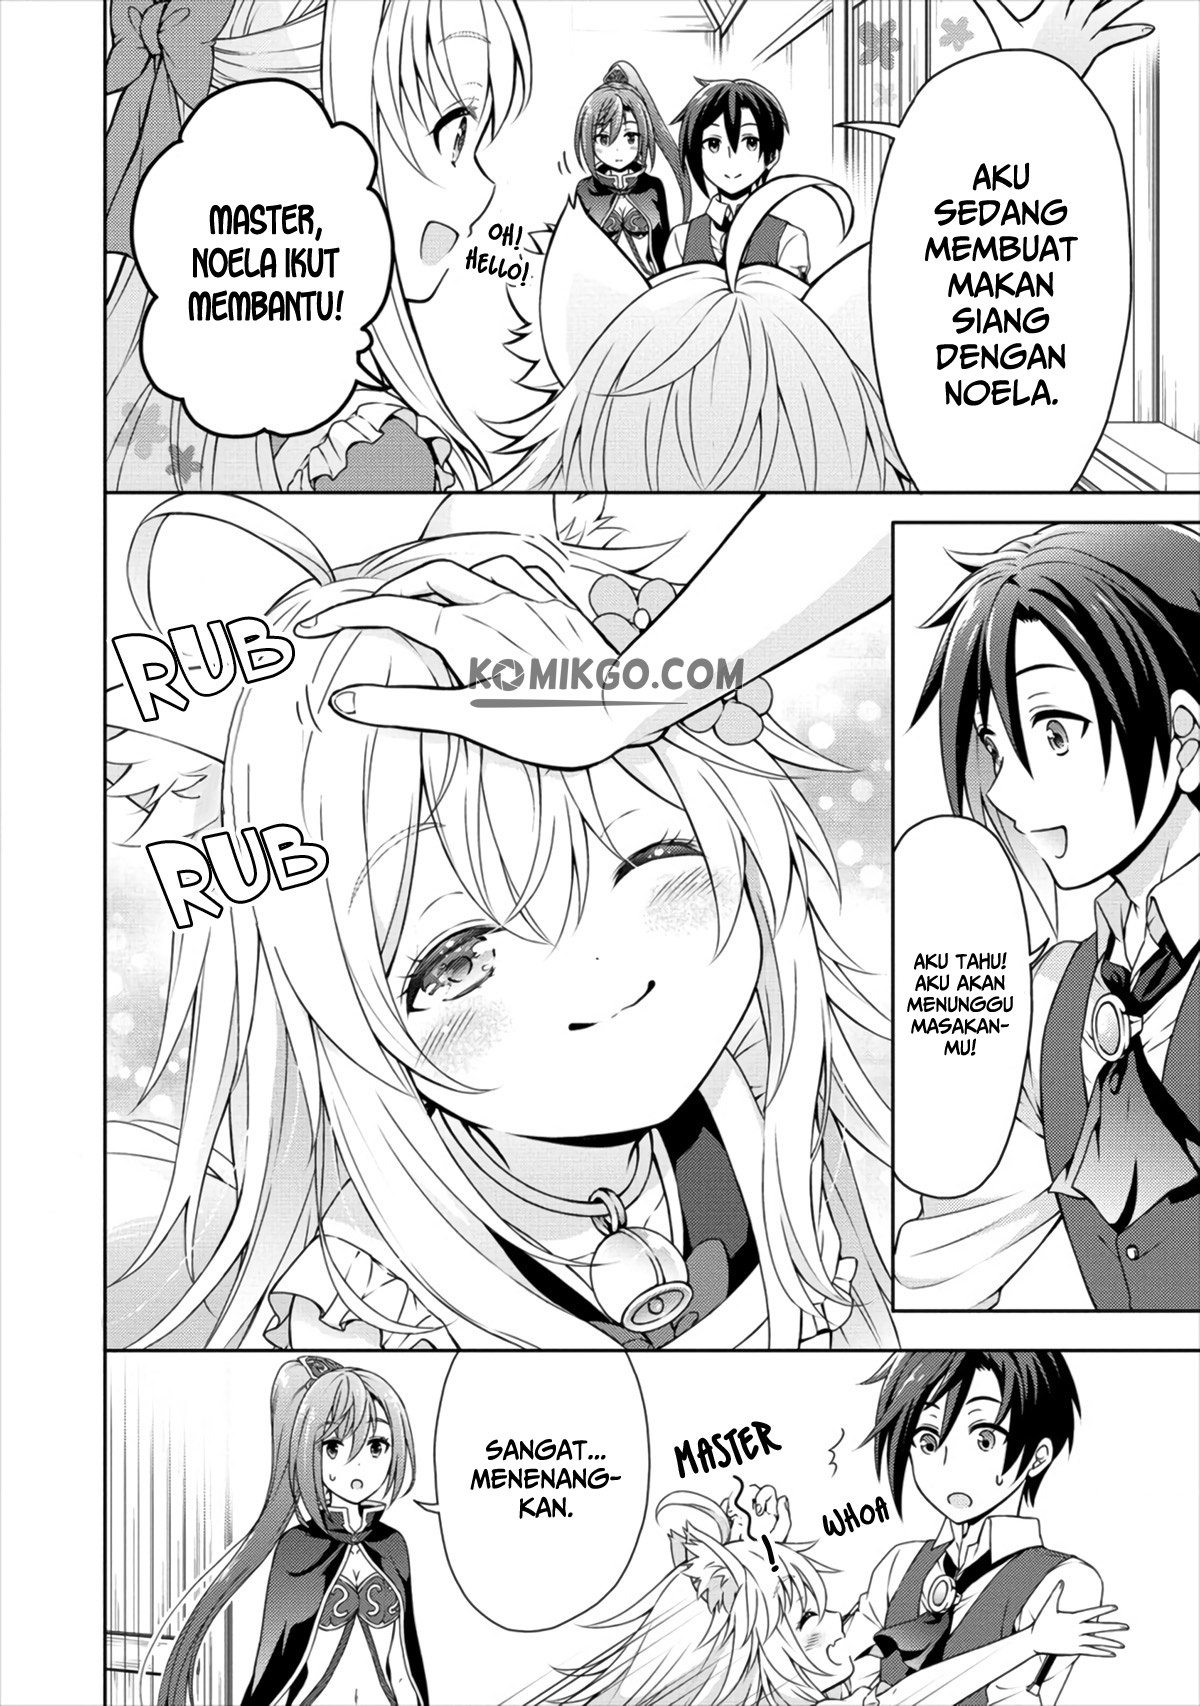 AKU
SEDANG
MEMBUAT
MAKAN
SIANG
DENGAN
NOELA.
OH!
HELLO!
MASTER,
NOELA IKUT
MEMBANTU!
AKU TAHU!
AKU AKAN
MENUNGGU
MASAKAN-
MU!
RUB
RUB
KOMIKGO.COM
WHOA
MASTER
!
SANGAT...
MENENANG-
KAN.